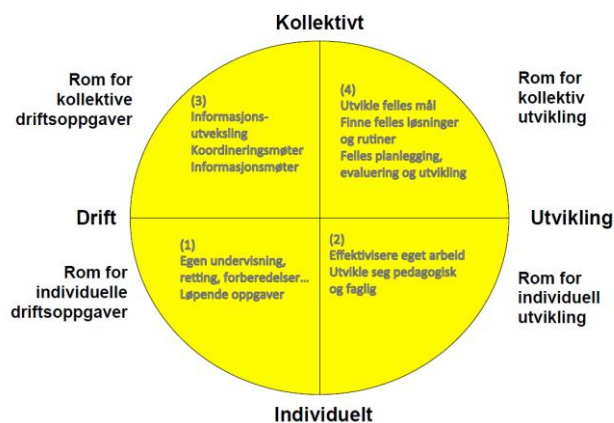 Kollektivt
Rom for
kollektive
driftsoppgaver
(3)
Informasjons-
utveksling
Koordineringsmøter
Informasjonsmøter
(4)
Utvikle felles mål
Finne felles løsninger
og rutiner
Felles planlegging,
evaluering og utvikling
Rom for
kollektiv
utvikling
Drift
Utvikling
Rom for
individuelle
driftsoppgaver
(1)
Egen undervisning,
retting, forberedelser...
Løpende oppgaver
(2)
Effektivisere eget arbeid
Utvikle seg pedagogisk
og faglig
Rom for
individuell
utvikling
Individuelt